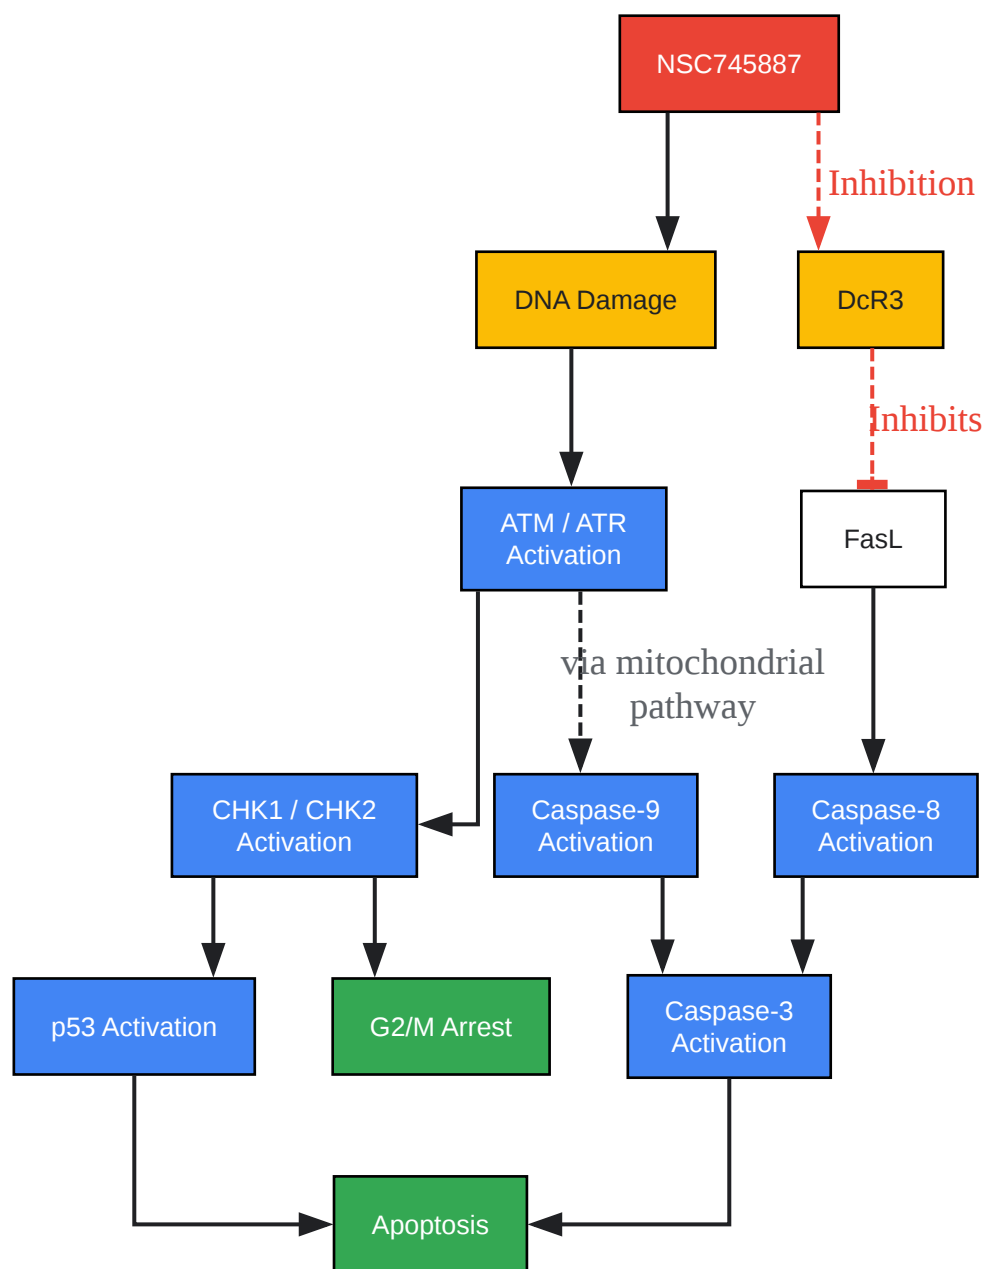 NSC745887
Inhibition
DNA Damage
DcR3
Inhibits
ATM / ATR
Activation
FasL
via mitochondrial
pathway
CHK1 / CHK2
Activation
Caspase-9
Activation
Caspase-8
Activation
p53 Activation
G2/M Arrest
Caspase-3
Activation
Apoptosis